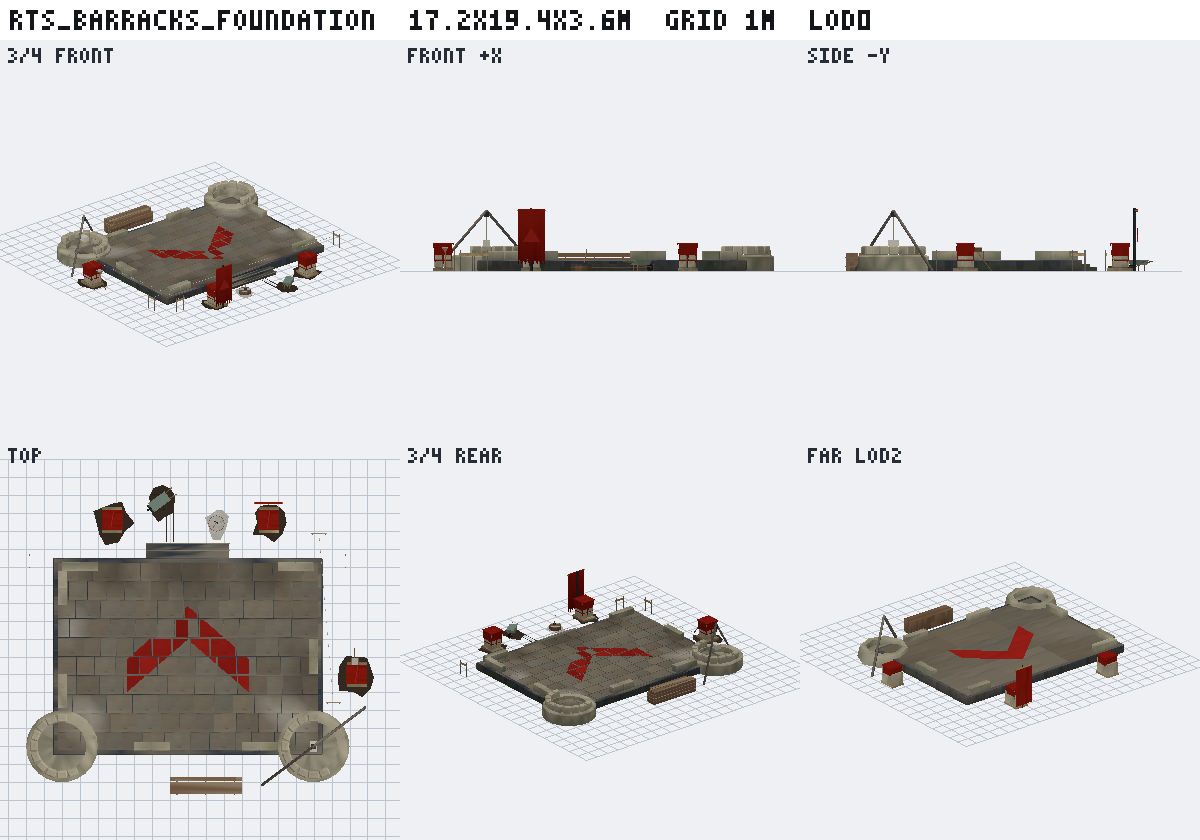 RTS_BARRACKS_FOUNDATION 17.2X19.4X3.6M GRID 1M LOD0
3/4 FRONT
FRONT +X
SIDE -Y
TOP
3/4 REAR
FAR LOD2